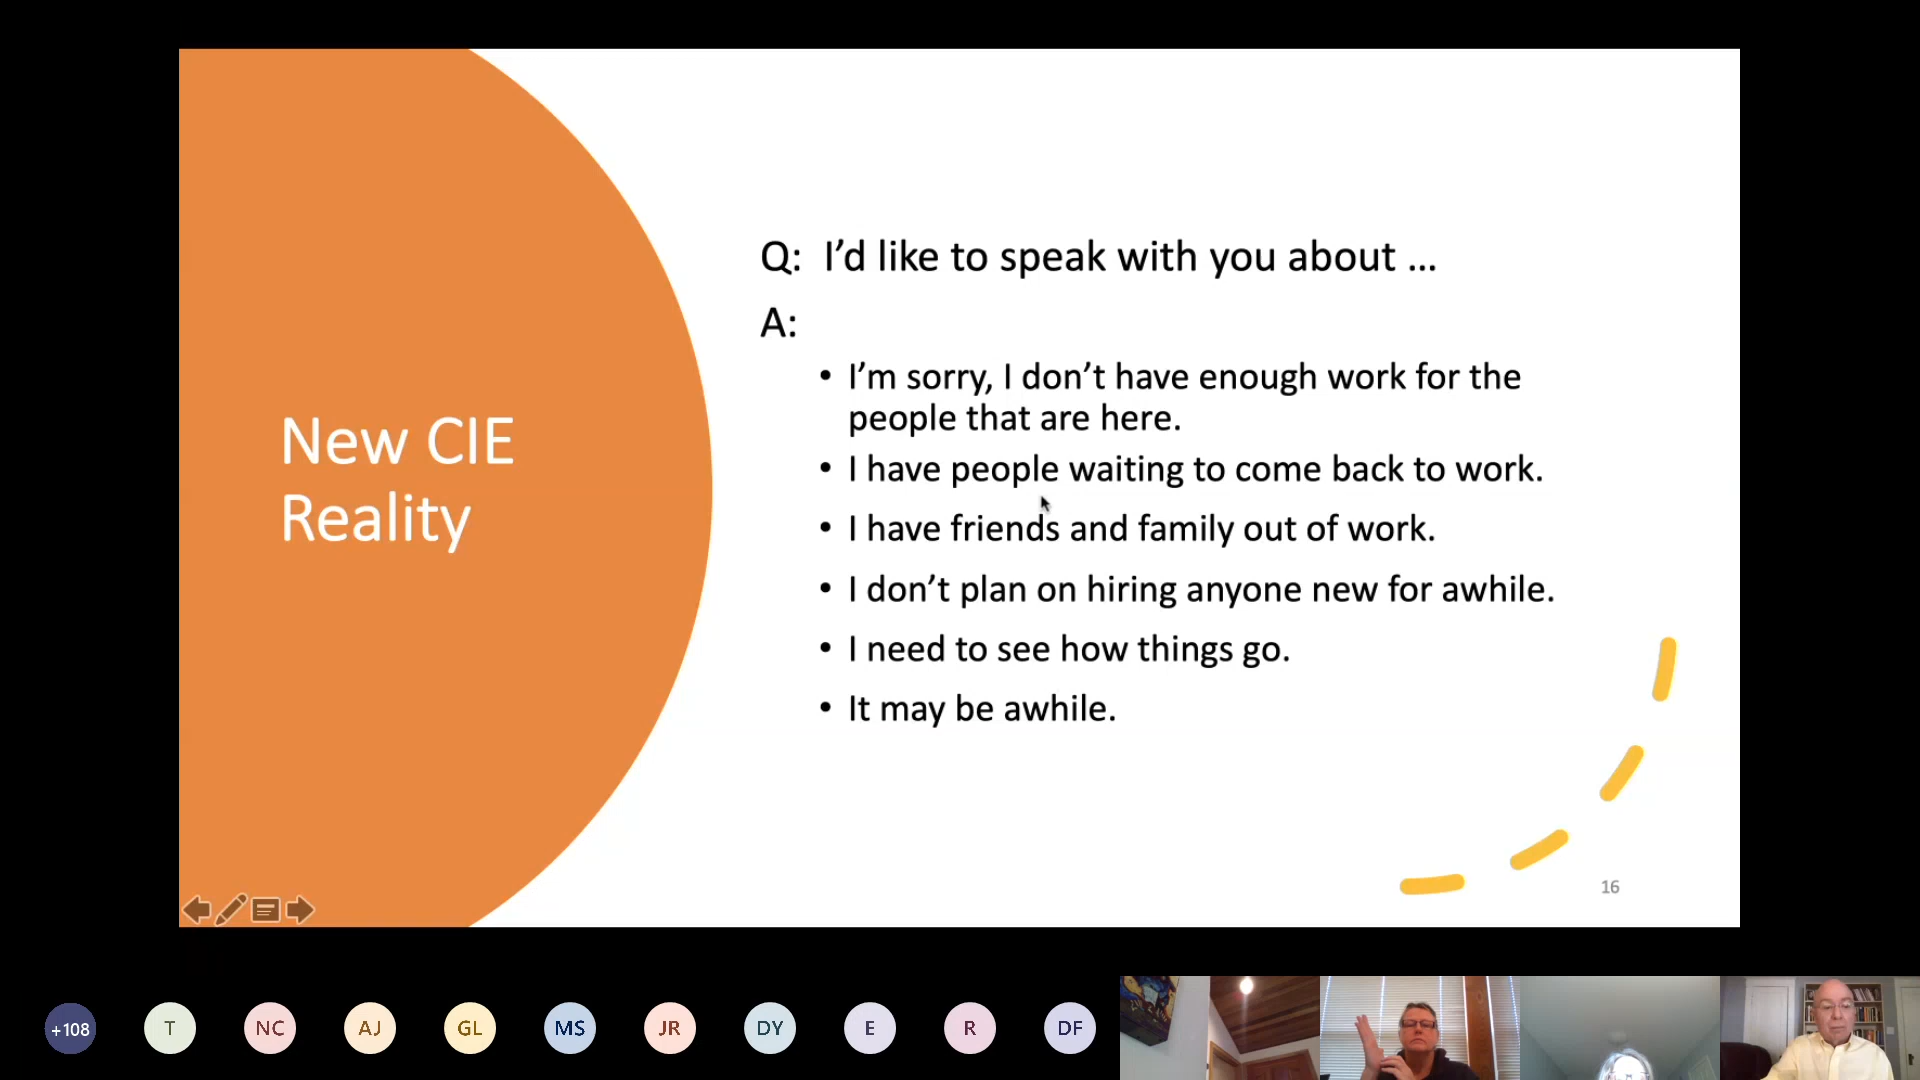 New CIE
Reality
Q: I’d like to speak with you about ...
A:
• I’m sorry, I don’t have enough work for the
people that are here.
• I have people waiting to come back to work.
• I have friends and family out of work.
• I don’t plan on hiring anyone new for awhile.
• I need to see how things go.
• It may be awhile.
16
+108
T
NC
AJ
GL
MS
JR
DY
E
R
DF